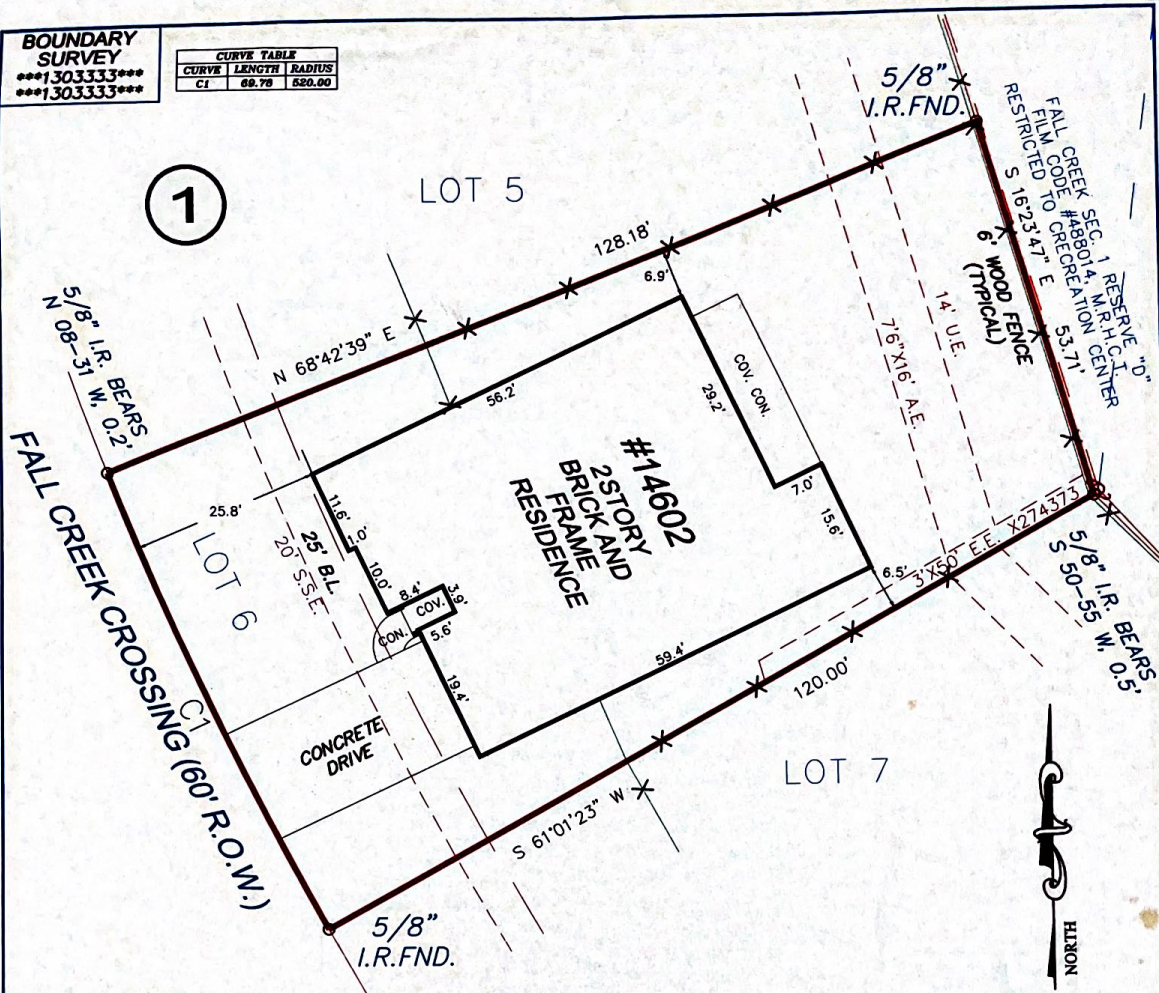 BOUNDARY
SURVEY
***1303333***
***1303333***
CURVE TABLE
CURVE LENGTH RADIUS
C1 69.78 520.00
1
LOT 5
5/8"
I.R.FND.
FALL CREEK SEC. 1 RESERVE "D"
FILM CODE #488014, M.R.H.C.T.
RESTRICTED TO CRECREATION CENTER
S 16°23'47" E 53.71'
6' WOOD FENCE
(TYPICAL)
128.18'
6.9'
N 68°42'39" E
5/8" I.R. BEARS
N 08-31 W, 0.2'
14' U.E.
7'6"X16' A.E.
COV. CON.
29.2'
56.2'
7.0'
15.6'
#14602
2STORY
BRICK AND
FRAME
RESIDENCE
11.6'
1.0'
10.0'
8.4'
3.9'
COV.
5.6'
CON.
19.4'
25.8'
25' B.L.
20' S.S.E.
LOT 6
FALL CREEK CROSSING (60' R.O.W.)
C1
CONCRETE
DRIVE
59.4'
6.5'
3'X50' E.E. X274373
5/8" I.R. BEARS
S 50-55 W, 0.5'
120.00'
S 61°01'23" W
LOT 7
5/8"
I.R.FND.
NORTH